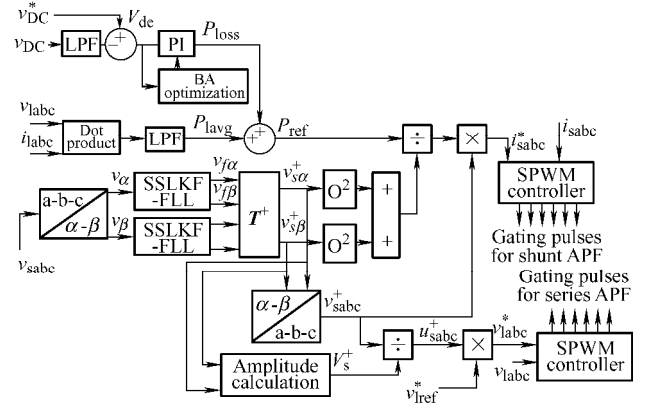 v*DC
Vde
vDC
LPF
−
+
PI
Ploss
BA
optimization
vlabc
ilabc
Dot
product
LPF
Plavg
++
Pref
÷
×
i*sabc
isabc
SPWM
controller
Gating pulses
for shunt APF
a-b-c
α-β
vsabc
vα
vβ
SSLKF
-FLL
SSLKF
-FLL
vfα
vfβ
T+
v+sα
v+sβ
O²
O²
+
+
α-β
a-b-c
v+sabc
Amplitude
calculation
V+s
÷
u+sabc
×
v*lref
v*labc
vlabc
Gating pulses
for series APF
SPWM
controller